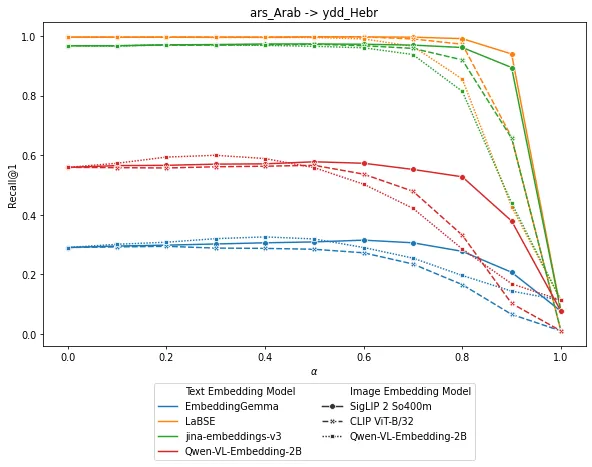 ars_Arab -> ydd_Hebr
Recall@1
1.0
0.8
0.6
0.4
0.2
0.0
0.0 0.2 0.4 0.6 0.8 1.0
α
Text Embedding Model
EmbeddingGemma
LaBSE
jina-embeddings-v3
Qwen-VL-Embedding-2B
Image Embedding Model
SigLIP 2 So400m
CLIP ViT-B/32
Qwen-VL-Embedding-2B